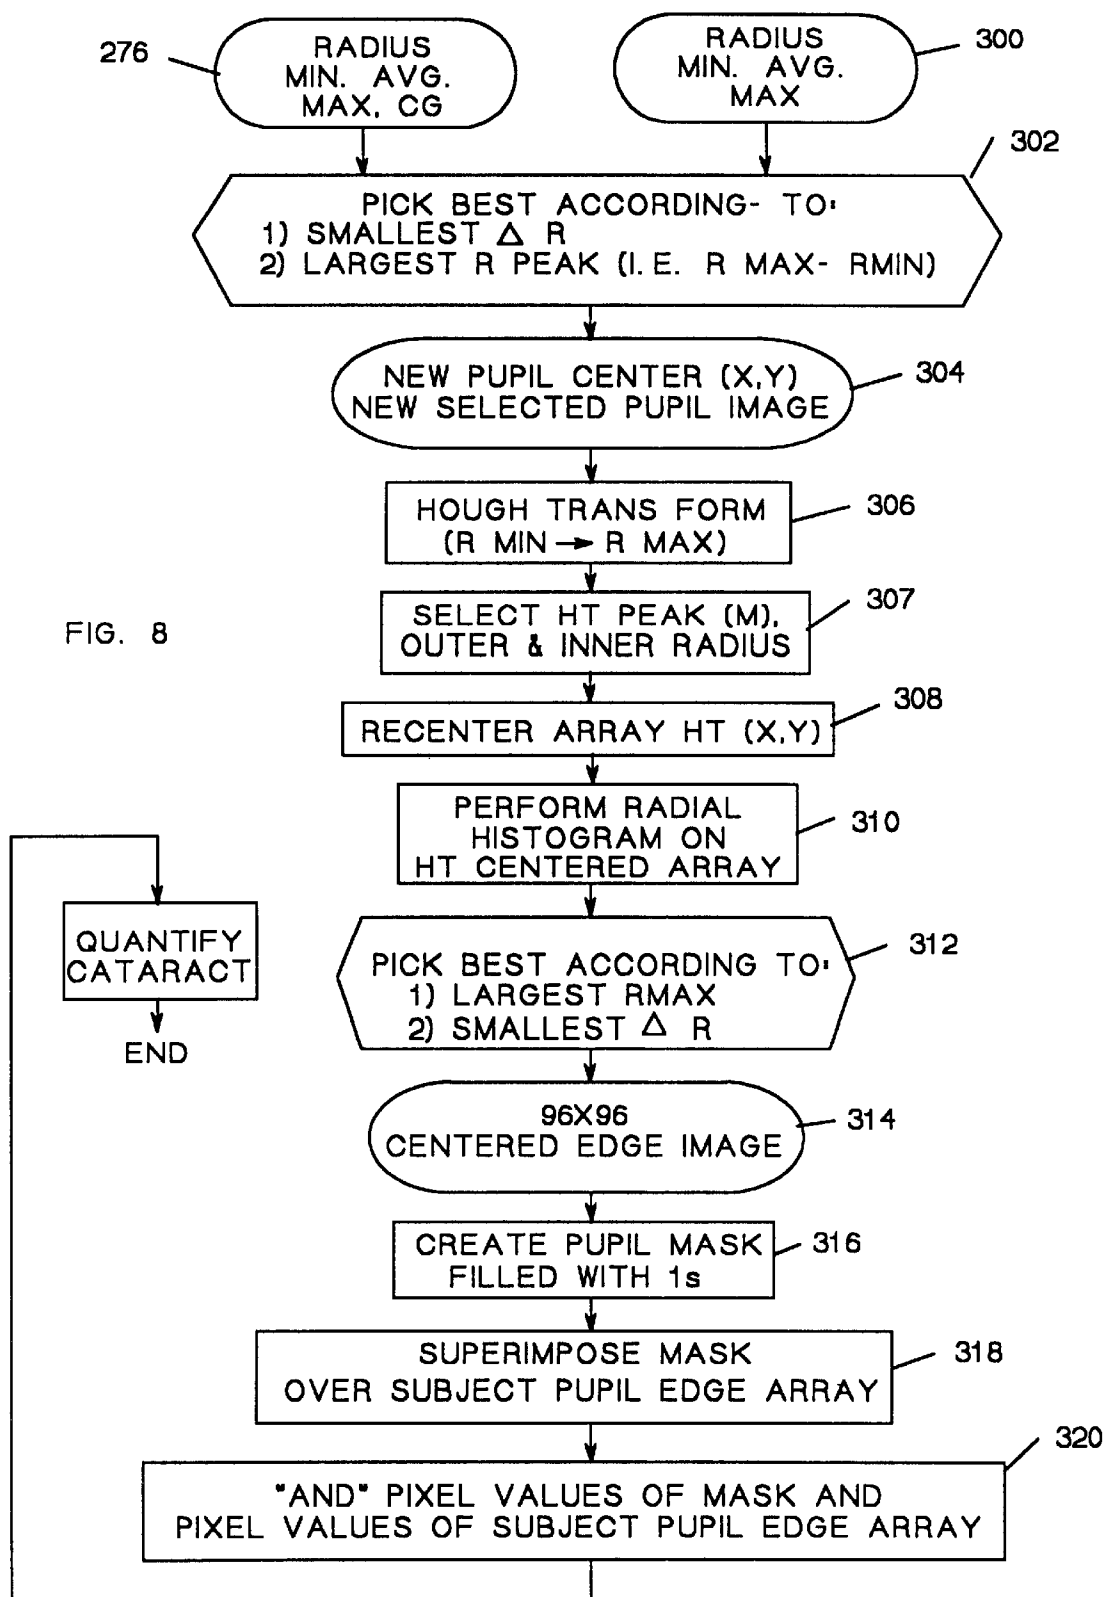 276
RADIUS
MIN. AVG.
MAX, CG
RADIUS
MIN. AVG.
MAX
300
302
PICK BEST ACCORDING- TO:
1) SMALLEST △ R
2) LARGEST R PEAK (I.E. R MAX- RMIN)
NEW PUPIL CENTER (X,Y)
NEW SELECTED PUPIL IMAGE
304
HOUGH TRANS FORM
(R MIN → R MAX)
306
FIG. 8
SELECT HT PEAK (M),
OUTER & INNER RADIUS
307
RECENTER ARRAY HT (X,Y)
308
PERFORM RADIAL
HISTOGRAM ON
HT CENTERED ARRAY
310
QUANTIFY
CATARACT
END
PICK BEST ACCORDING TO:
1) LARGEST RMAX
2) SMALLEST △ R
312
96X96
CENTERED EDGE IMAGE
314
CREATE PUPIL MASK
FILLED WITH 1s
316
SUPERIMPOSE MASK
OVER SUBJECT PUPIL EDGE ARRAY
318
320
"AND" PIXEL VALUES OF MASK AND
PIXEL VALUES OF SUBJECT PUPIL EDGE ARRAY